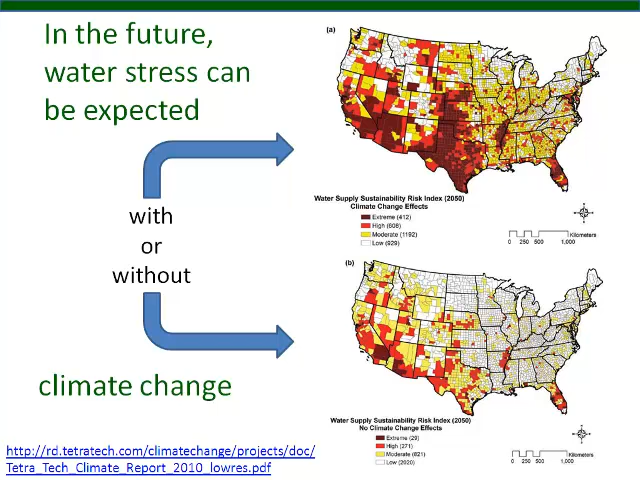 In the future,
water stress can
be expected
with
or
without
climate change
http://rd.tetratech.com/climatechange/projects/doc/
Tetra_Tech_Climate_Report_2010_lowres.pdf
(a)
Water Supply Sustainability Risk Index (2050)
Climate Change Effects
Extreme (412)
High (608)
Moderate (1192)
Low (929)
Kilometers
0 250 500 1,000
(b)
Water Supply Sustainability Risk Index (2050)
No Climate Change Effects
Extreme (29)
High (271)
Moderate (821)
Low (2020)
Kilometers
0 250 500 1,000